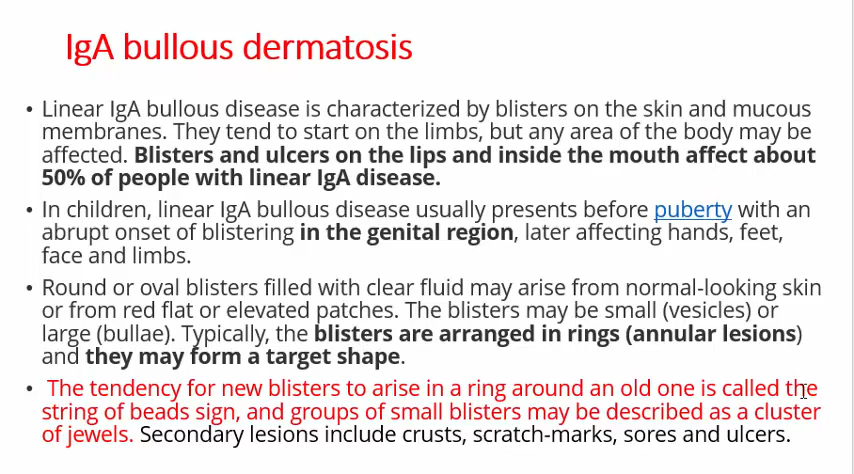 IgA bullous dermatosis
• Linear IgA bullous disease is characterized by blisters on the skin and mucous
membranes. They tend to start on the limbs, but any area of the body may be
affected. Blisters and ulcers on the lips and inside the mouth affect about
50% of people with linear IgA disease.
• In children, linear IgA bullous disease usually presents before puberty with an
abrupt onset of blistering in the genital region, later affecting hands, feet,
face and limbs.
• Round or oval blisters filled with clear fluid may arise from normal-looking skin
or from red flat or elevated patches. The blisters may be small (vesicles) or
large (bullae). Typically, the blisters are arranged in rings (annular lesions)
and they may form a target shape.
• The tendency for new blisters to arise in a ring around an old one is called the
string of beads sign, and groups of small blisters may be described as a cluster
of jewels. Secondary lesions include crusts, scratch-marks, sores and ulcers.